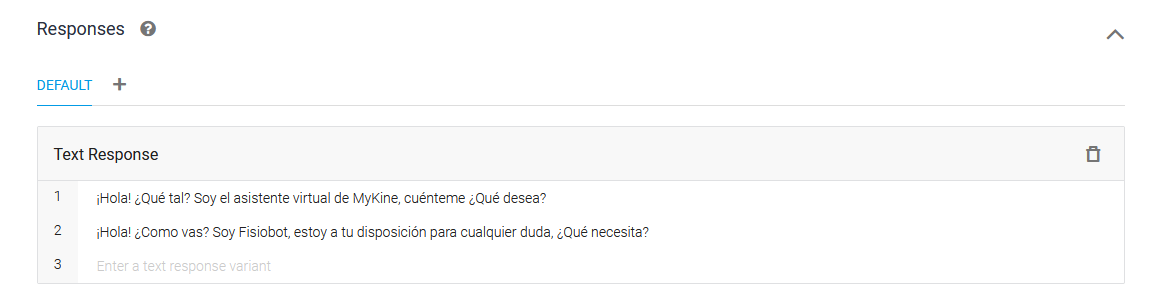 Responses ?
DEFAULT +
Text Response
1 ¡Hola! ¿Qué tal? Soy el asistente virtual de MyKine, cuénteme ¿Qué desea?
2 ¡Hola! ¿Como vas? Soy Fisiobot, estoy a tu disposición para cualquier duda, ¿Qué necesita?
3 Enter a text response variant